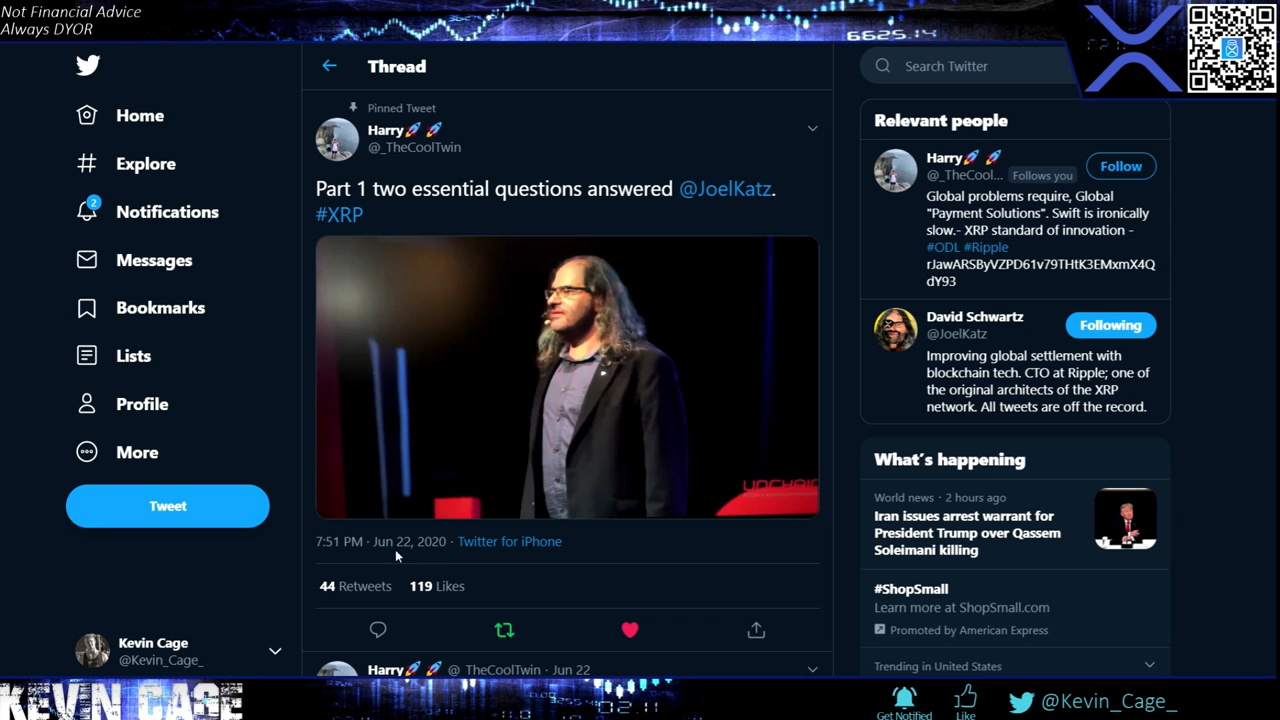 Not Financial Advice
Always DYOR
6625.14
Thread
Search Twitter
Home
Explore
2
Notifications
Messages
Bookmarks
Lists
Profile
More
Tweet
Kevin Cage
@Kevin_Cage_
Pinned Tweet
Harry🚀 🚀
@_TheCoolTwin
Part 1 two essential questions answered @JoelKatz.
#XRP
UNCHAIN
7:51 PM · Jun 22, 2020 · Twitter for iPhone
44 Retweets 119 Likes
Harry🚀 🚀 @_TheCoolTwin · Jun 22
Relevant people
Harry🚀 🚀
@_TheCool... Follows you
Follow
Global problems require, Global
"Payment Solutions". Swift is ironically
slow.- XRP standard of innovation -
#ODL #Ripple
rJawARSByVZPD61v79THtK3EMxmX4Q
dY93
David Schwartz
@JoelKatz
Following
Improving global settlement with
blockchain tech. CTO at Ripple; one of
the original architects of the XRP
network. All tweets are off the record.
What's happening
World news · 2 hours ago
Iran issues arrest warrant for
President Trump over Qassem
Soleimani killing
#ShopSmall
Learn more at ShopSmall.com
Promoted by American Express
Trending in United States
KEVIN CAGE
Get Notified
Like
@Kevin_Cage_